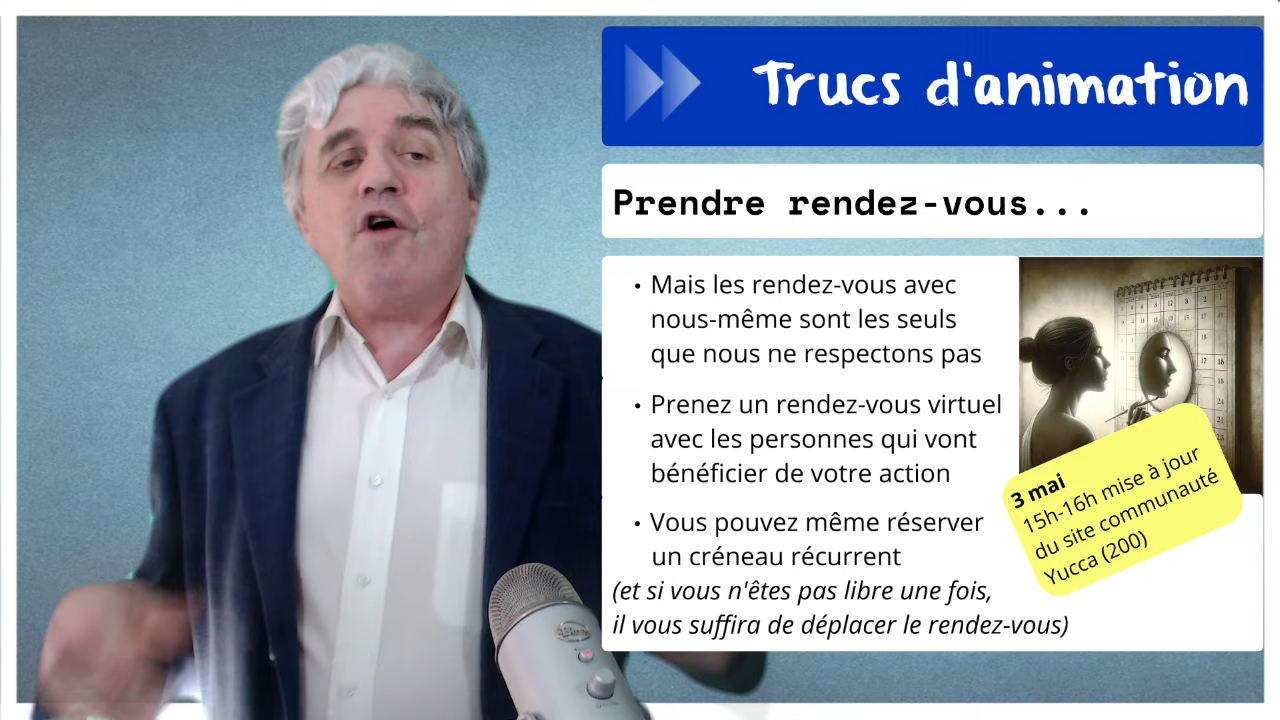 Trucs d'animation
Prendre rendez-vous...
• Mais les rendez-vous avec
nous-même sont les seuls
que nous ne respectons pas
• Prenez un rendez-vous virtuel
avec les personnes qui vont
bénéficier de votre action
• Vous pouvez même réserver
un créneau récurrent
(et si vous n'êtes pas libre une fois,
il vous suffira de déplacer le rendez-vous)
3 mai
15h-16h mise à jour
du site communauté
Yucca (200)